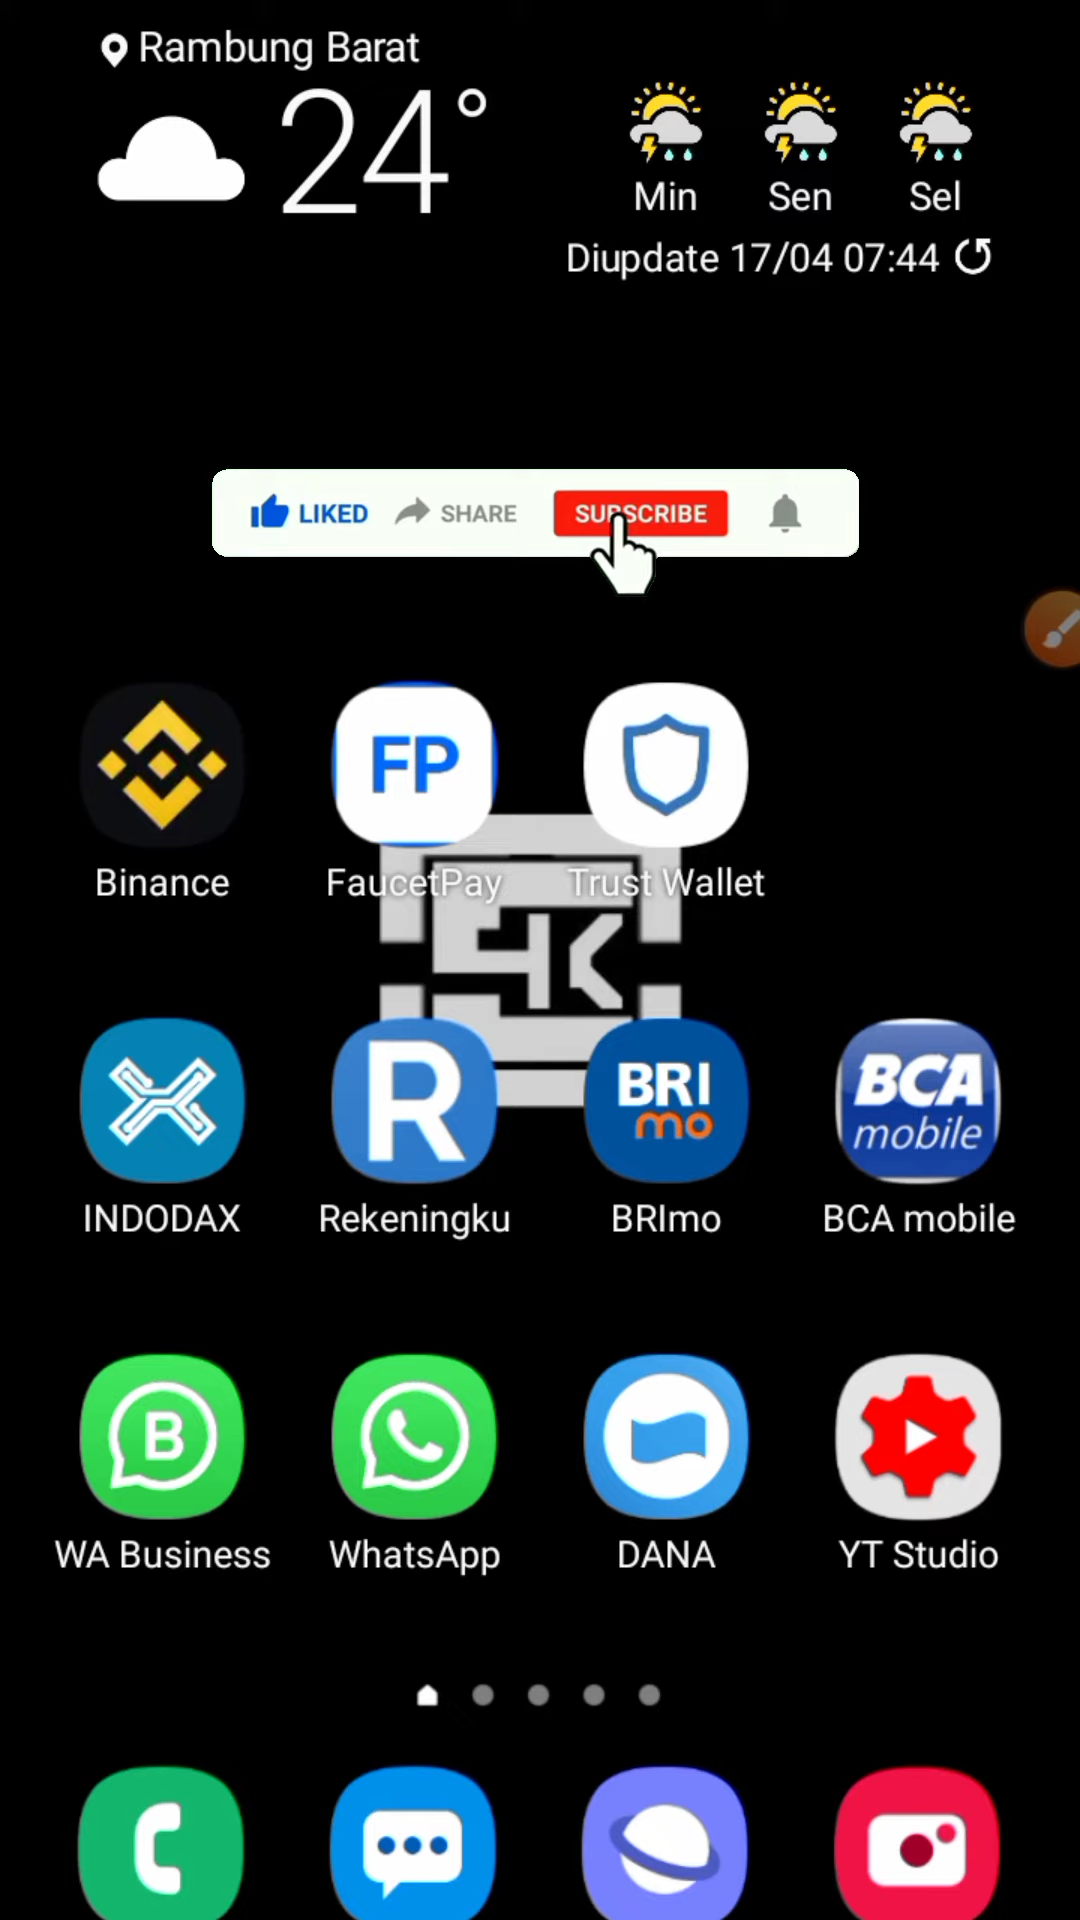 Rambung Barat
24°
Min Sen Sel
Diupdate 17/04 07:44
LIKED SHARE SUBSCRIBE
FP
Binance FaucetPay Trust Wallet
R BRI mo BCA mobile
INDODAX Rekeningku BRImo BCA mobile
B
WA Business WhatsApp DANA YT Studio